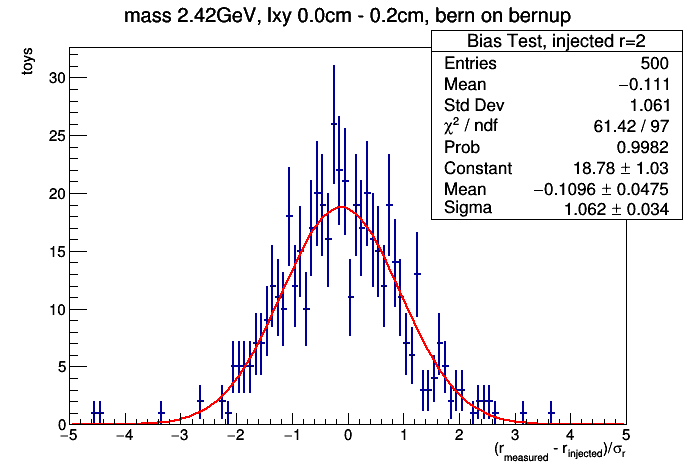 mass 2.42GeV, lxy 0.0cm - 0.2cm, bern on bernup
toys
Bias Test, injected r=2
Entries 500
Mean −0.111
Std Dev 1.061
χ² / ndf 61.42 / 97
Prob 0.9982
Constant 18.78 ± 1.03
Mean −0.1096 ± 0.0475
Sigma 1.062 ± 0.034
30
25
20
15
10
5
0
−5 −4 −3 −2 −1 0 1 2 3 4 5
(r_measured - r_injected)/σ_r